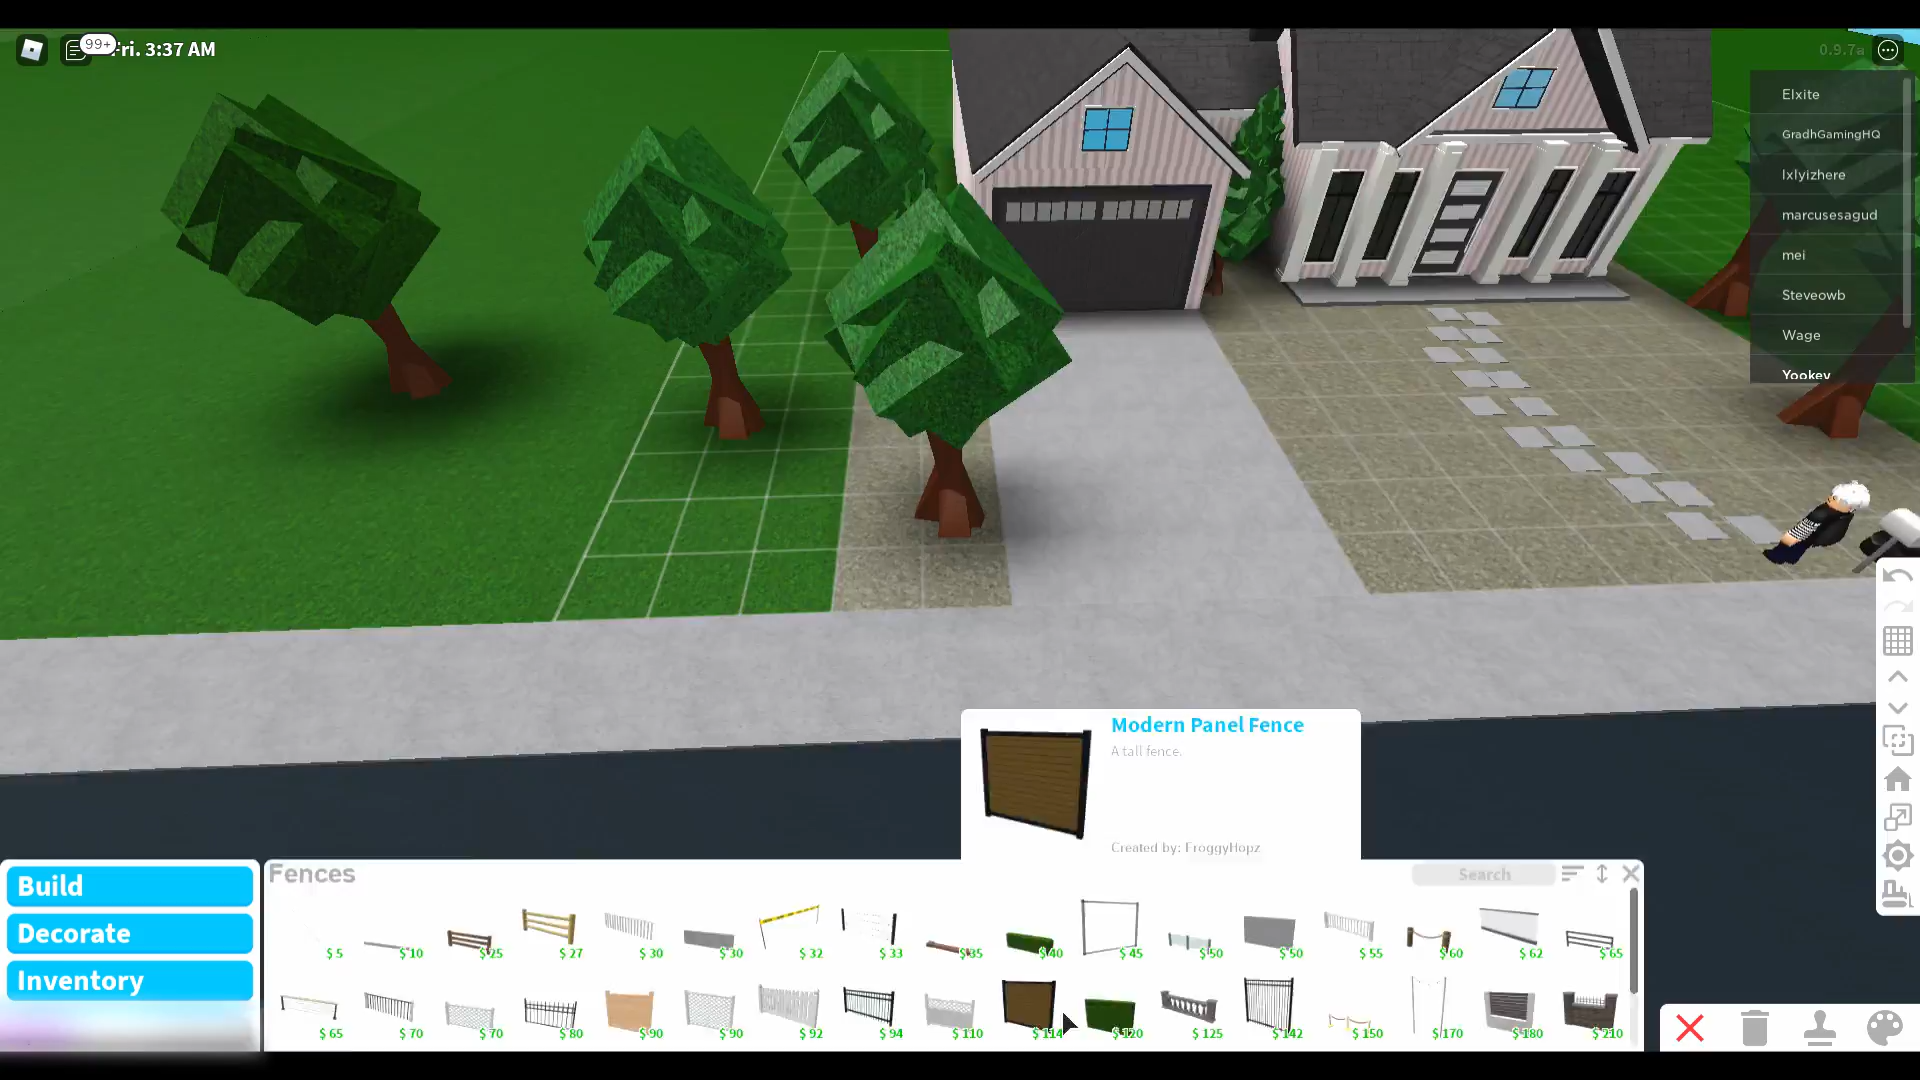 99+
Fri. 3:37 AM
0.9.7a
Elxite
GradhGamingHQ
lxlyizhere
marcusesagud
mei
Steveowb
Wage
Yookey
Modern Panel Fence
A tall fence.
Created by: FroggyHopz
Build
Decorate
Inventory
Fences
Search
$ 5
$ 10
$ 25
$ 27
$ 30
$ 30
$ 32
$ 33
$ 35
$ 40
$ 45
$ 50
$ 50
$ 55
$ 60
$ 62
$ 65
$ 65
$ 70
$ 70
$ 80
$ 90
$ 90
$ 92
$ 94
$ 110
$ 114
$ 120
$ 125
$ 142
$ 150
$ 170
$ 180
$ 210